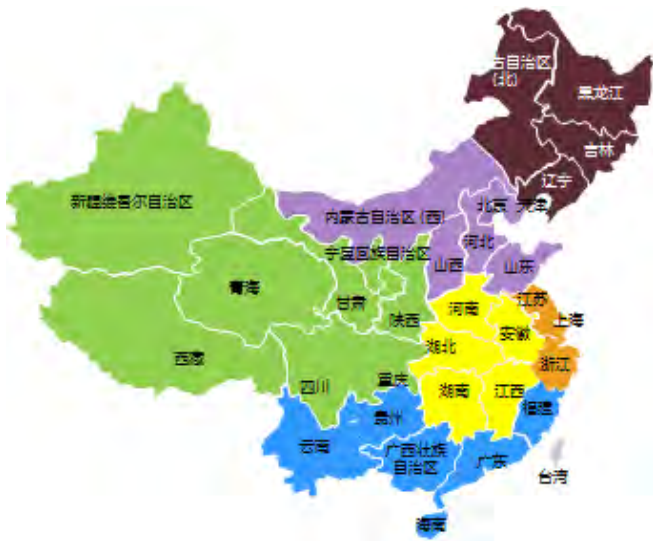 古自治区
(北)
黑龙江
吉林
辽宁
新疆维吾尔自治区
内蒙古自治区(西)
北京
天津
宁夏回族自治区
河北
山西
山东
青海
甘肃
陕西
河南
江苏
上海
安徽
湖北
浙江
西藏
四川
重庆
湖南
江西
福建
贵州
云南
广西壮族
自治区
广东
台湾
海南